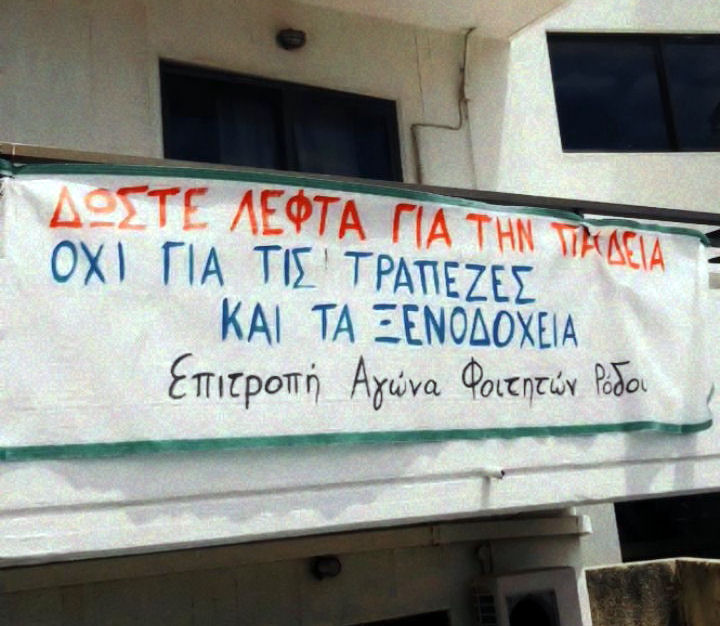 ΔΩΣΤΕ ΛΕΦΤΑ ΓΙΑ ΤΗΝ ΠΑΙΔΕΙΑ
ΟΧΙ ΓΙΑ ΤΙΣ ΤΡΑΠΕΖΕΣ
ΚΑΙ ΤΑ ΞΕΝΟΔΟΧΕΙΑ
Επιτροπή Αγώνα Φοιτητών Ρόδου